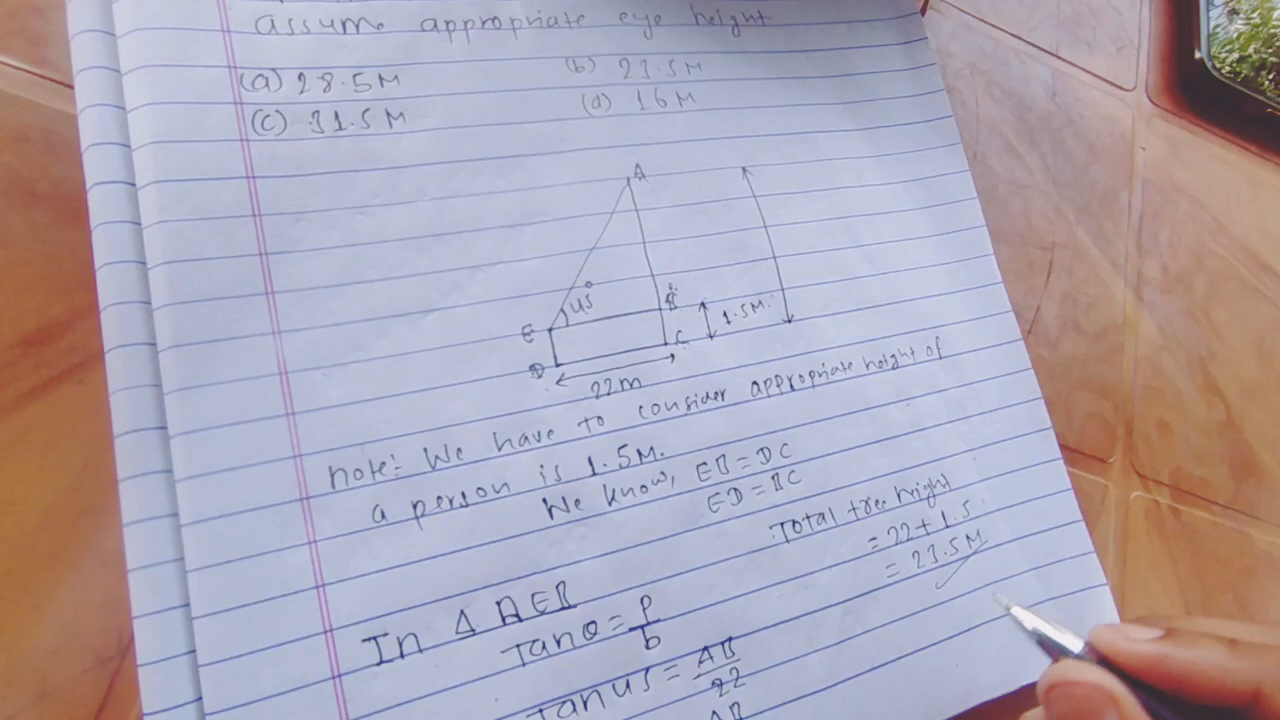 assume appropriate eye height
(a) 28.5M (b) 23.5M
(c) 31.5M (d) 16M
A
45°
B
E
1.5M.
C
D
22m
note: We have to consider appropriate height of
a person is 1.5M.
We know, EB = DC
ED = BC
Total tree height
= 22 + 1.5
= 23.5M
In Δ AEB
Tanθ = P
b
Tan45 = AB
22
AB